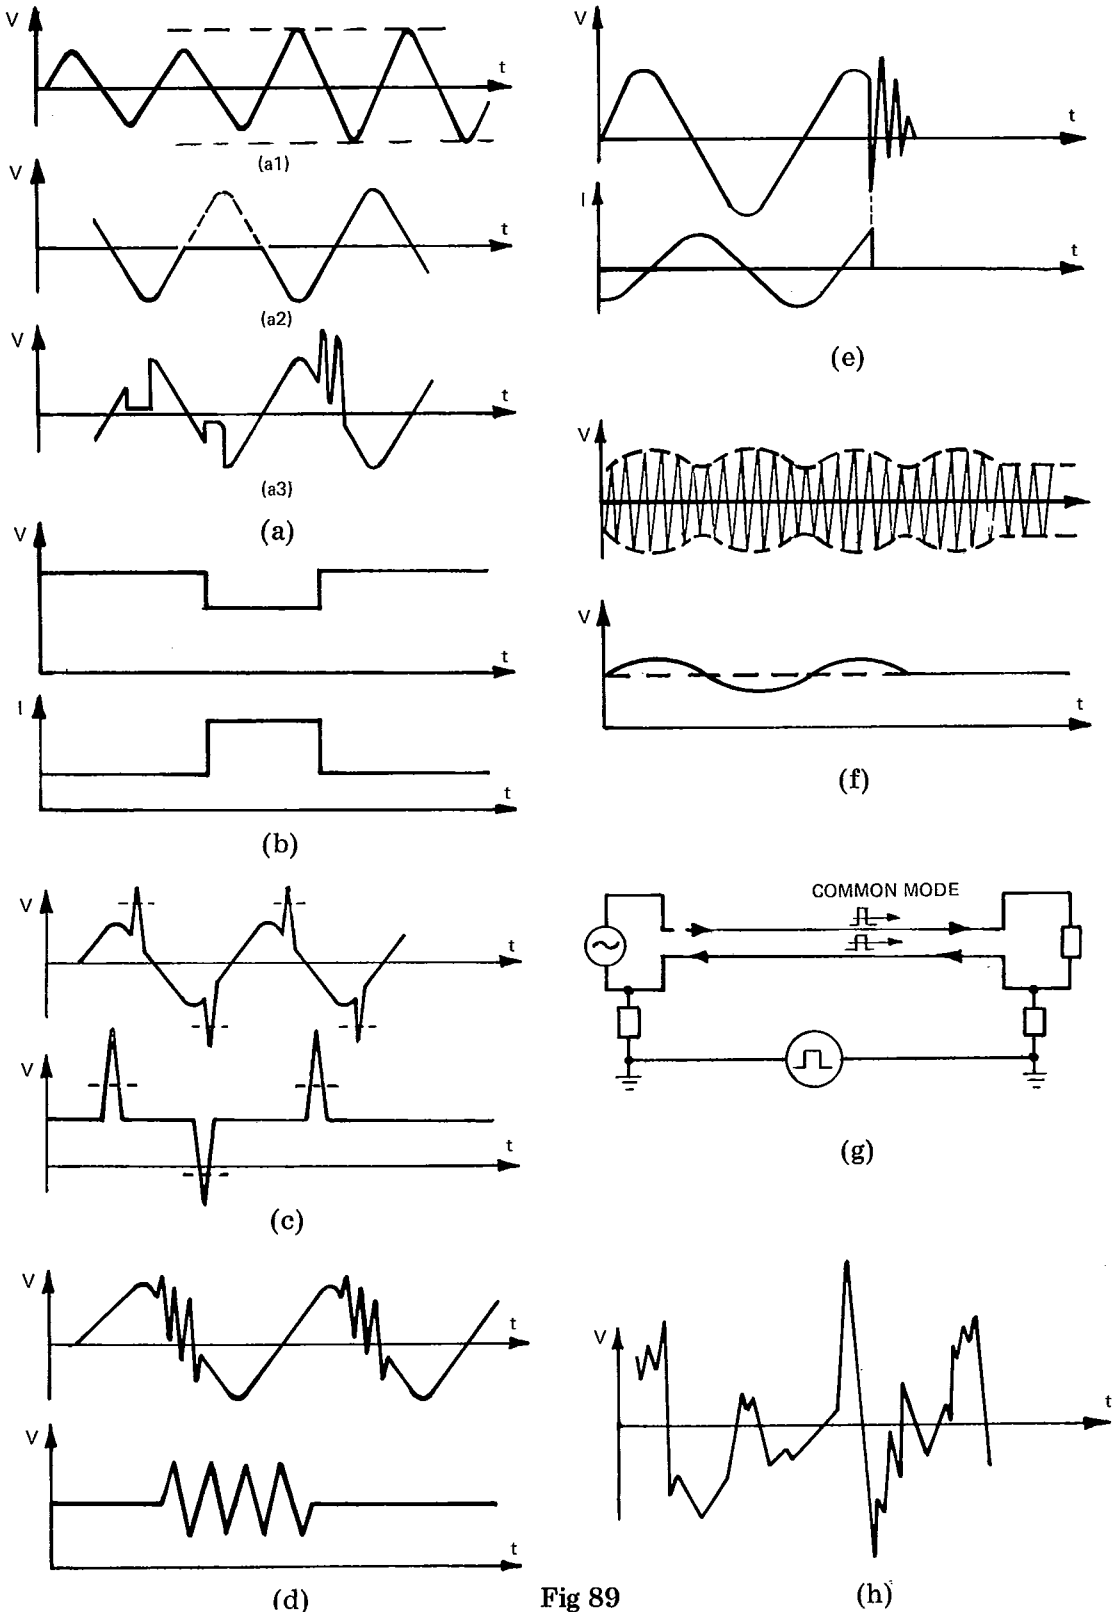 V
t
(a1)
V
t
(a2)
V
t
(a3)
(a)
V
t
I
t
(b)
V
t
V
t
(c)
V
t
V
t
(d)
V
t
I
t
(e)
V
V
t
(f)
COMMON MODE
(g)
V
t
(h)
Fig 89